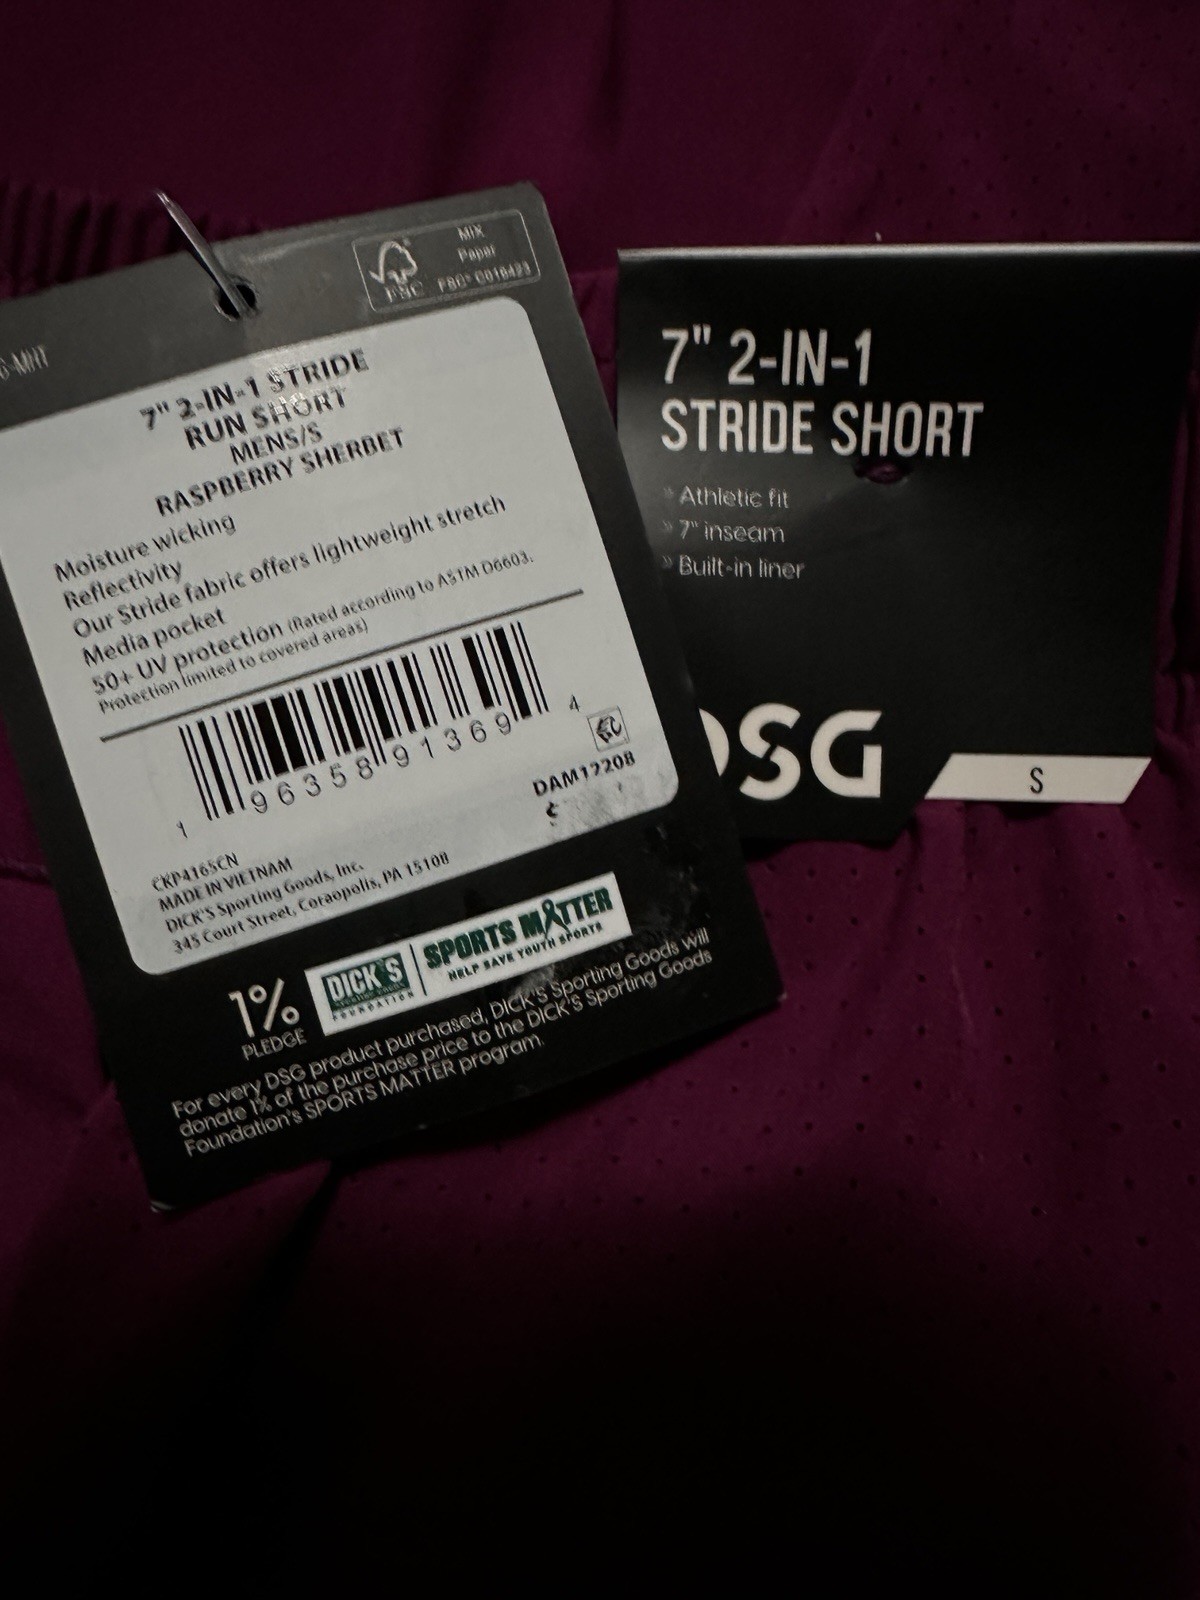 MIX
Paper
FSC
FSC® C016423
7" 2-IN-1 STRIDE
RUN SHORT
MENS/S
RASPBERRY SHERBET
Moisture wicking
Reflectivity
Our Stride fabric offers lightweight stretch
Media pocket
50+ UV protection (Rated according to ASTM D6603.
Protection limited to covered areas)
1 96358 91369 4
DAM17208
CKP4165CN
MADE IN VIETNAM
DICK'S Sporting Goods, Inc.
345 Court Street, Coraopolis, PA 15108
1%
PLEDGE
DICK'S
SPORTING GOODS
FOUNDATION
SPORTS MATTER
HELP SAVE YOUTH SPORTS
For every DSG product purchased, DICK'S Sporting Goods will
donate 1% of the purchase price to the DICK'S Sporting Goods
Foundation's SPORTS MATTER program.
7" 2-IN-1
STRIDE SHORT
» Athletic fit
» 7" inseam
» Built-in liner
DSG
S